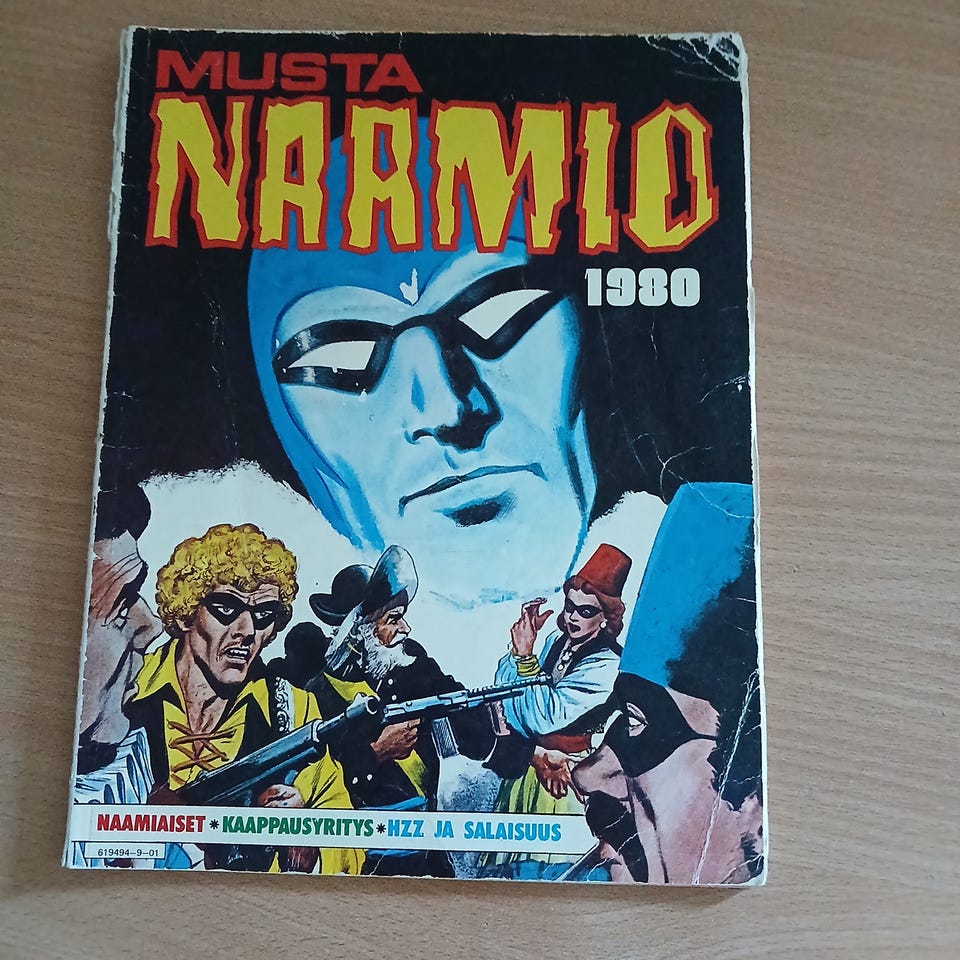 MUSTA
NAAMIO
1980
NAAMIAISET * KAAPPAUSYRITYS * HZZ JA SALAISUUS
619494-9-01